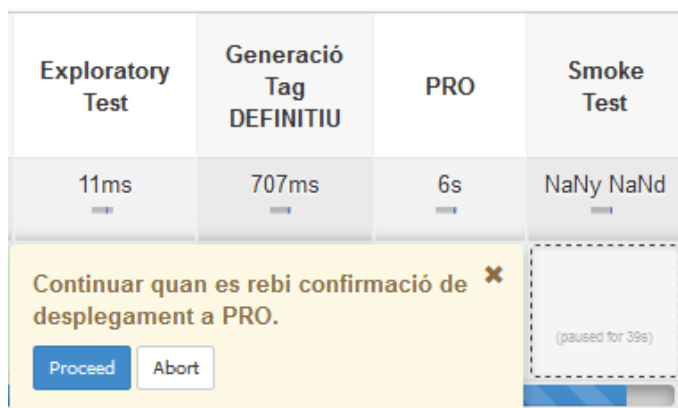 Exploratory
Test
Generació
Tag
DEFINITIU
PRO
Smoke
Test
11ms
707ms
6s
NaNy NaNd
Continuar quan es rebi confirmació de
desplegament a PRO.
✖
Proceed
Abort
(paused for 39s)